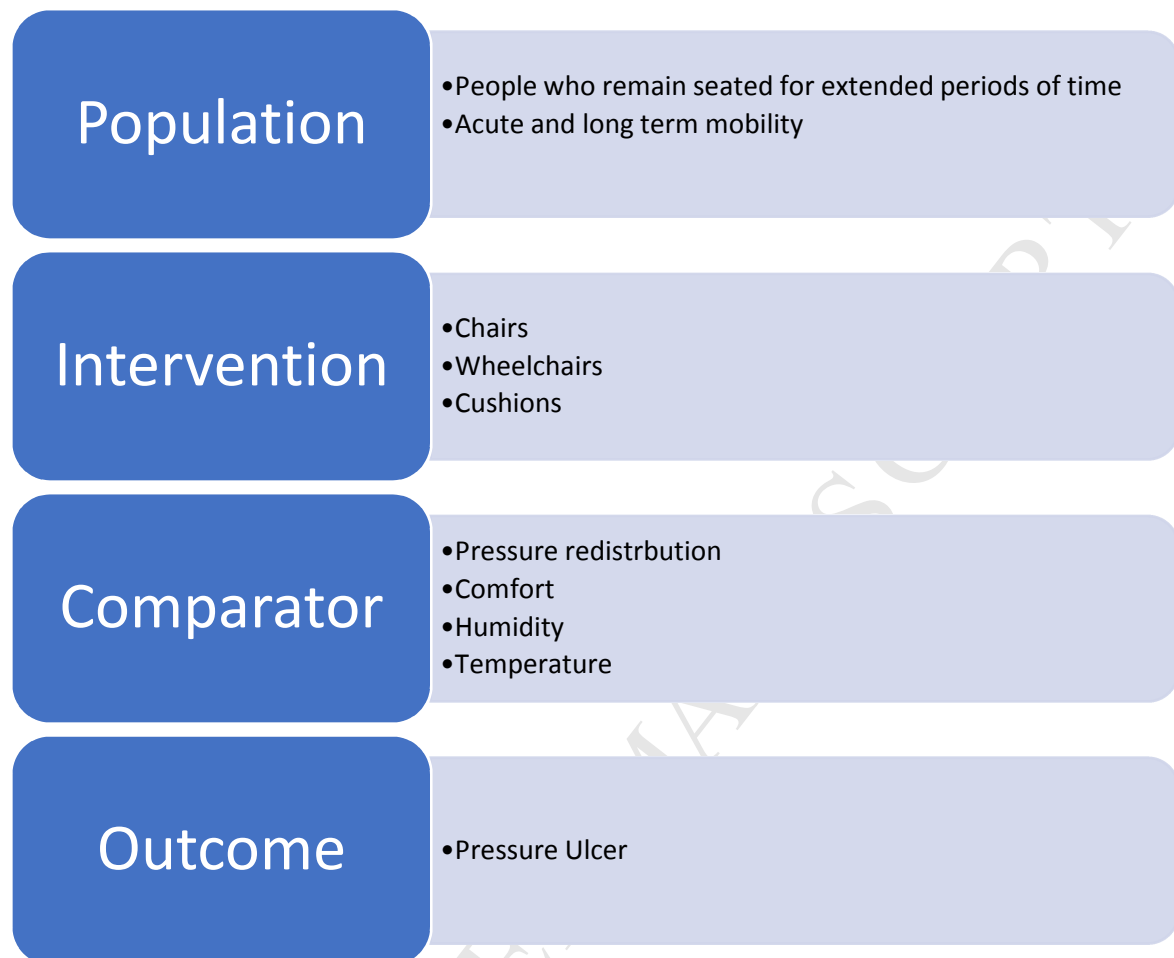 Population
•People who remain seated for extended periods of time
•Acute and long term mobility
Intervention
•Chairs
•Wheelchairs
•Cushions
Comparator
•Pressure redistrbution
•Comfort
•Humidity
•Temperature
Outcome
•Pressure Ulcer